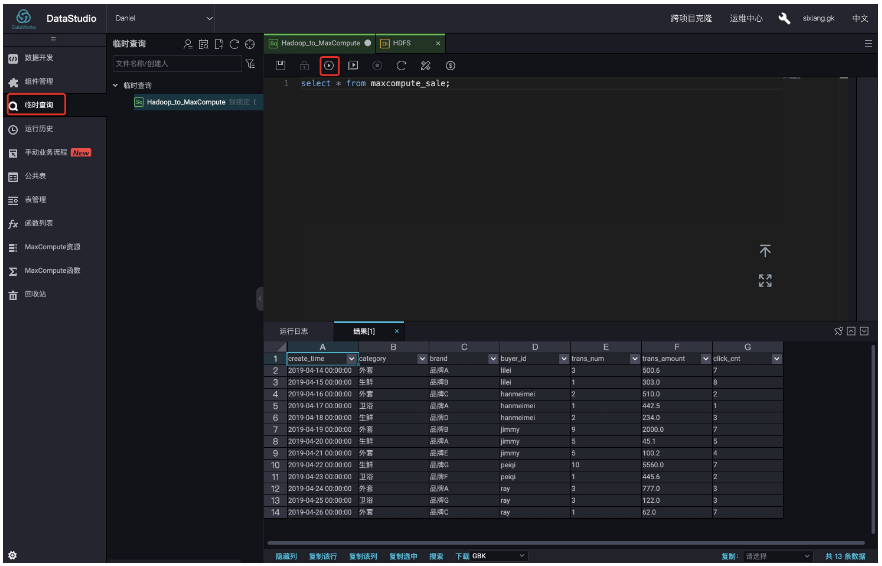 DataStudio
DataWorks
Daniel
跨项目克隆
运维中心
sixiang.gk
中文
数据开发
组件管理
临时查询
运行历史
手动业务流程 New
公共表
表管理
函数列表
MaxCompute资源
MaxCompute函数
回收站
临时查询
文件名称/创建人
临时查询
Hadoop_to_MaxCompute
Hadoop_to_MaxCompute
HDFS
1 select * from maxcompute_sale;
运行日志
结果[1]
A B C D E F G
1 create_time category brand buyer_id trans_num trans_amount click_cnt
2 2019-04-14 00:00:00 外套 品牌A lilei 3 500.6 7
3 2019-04-15 00:00:00 生鲜 品牌B lilei 1 303.0 8
4 2019-04-16 00:00:00 外套 品牌C hanmeimei 2 510.0 2
5 2019-04-17 00:00:00 卫浴 品牌A hanmeimei 1 442.5 1
6 2019-04-18 00:00:00 生鲜 品牌D hanmeimei 2 234.0 3
7 2019-04-19 00:00:00 外套 品牌B jimmy 9 2000.0 7
8 2019-04-20 00:00:00 生鲜 品牌A jimmy 5 45.1 5
9 2019-04-21 00:00:00 外套 品牌E jimmy 5 100.2 4
10 2019-04-22 00:00:00 生鲜 品牌G peiqi 10 5560.0 7
11 2019-04-23 00:00:00 卫浴 品牌F peiqi 1 445.6 2
12 2019-04-24 00:00:00 外套 品牌A ray 3 777.0 3
13 2019-04-25 00:00:00 卫浴 品牌G ray 3 122.0 3
14 2019-04-26 00:00:00 外套 品牌C ray 1 62.0 7
隐藏列 复制该行 复制该列 复制选中 搜索 下载 GBK
复制: 请选择
共 13 条数据